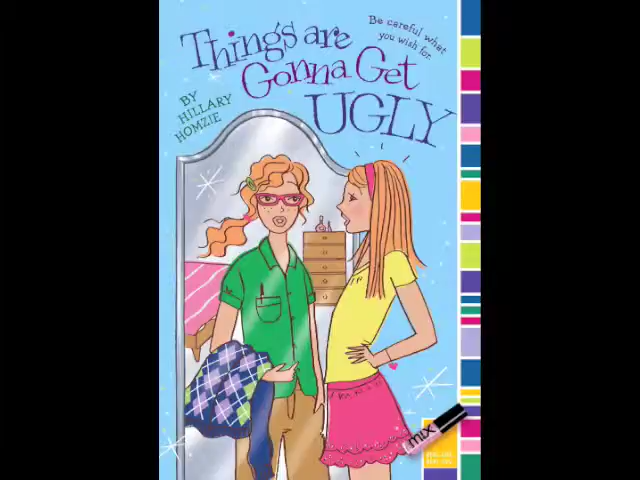 Things are
Gonna Get
UGLY
Be careful what
you wish for.
BY
HILLARY
HOMZIE
mix